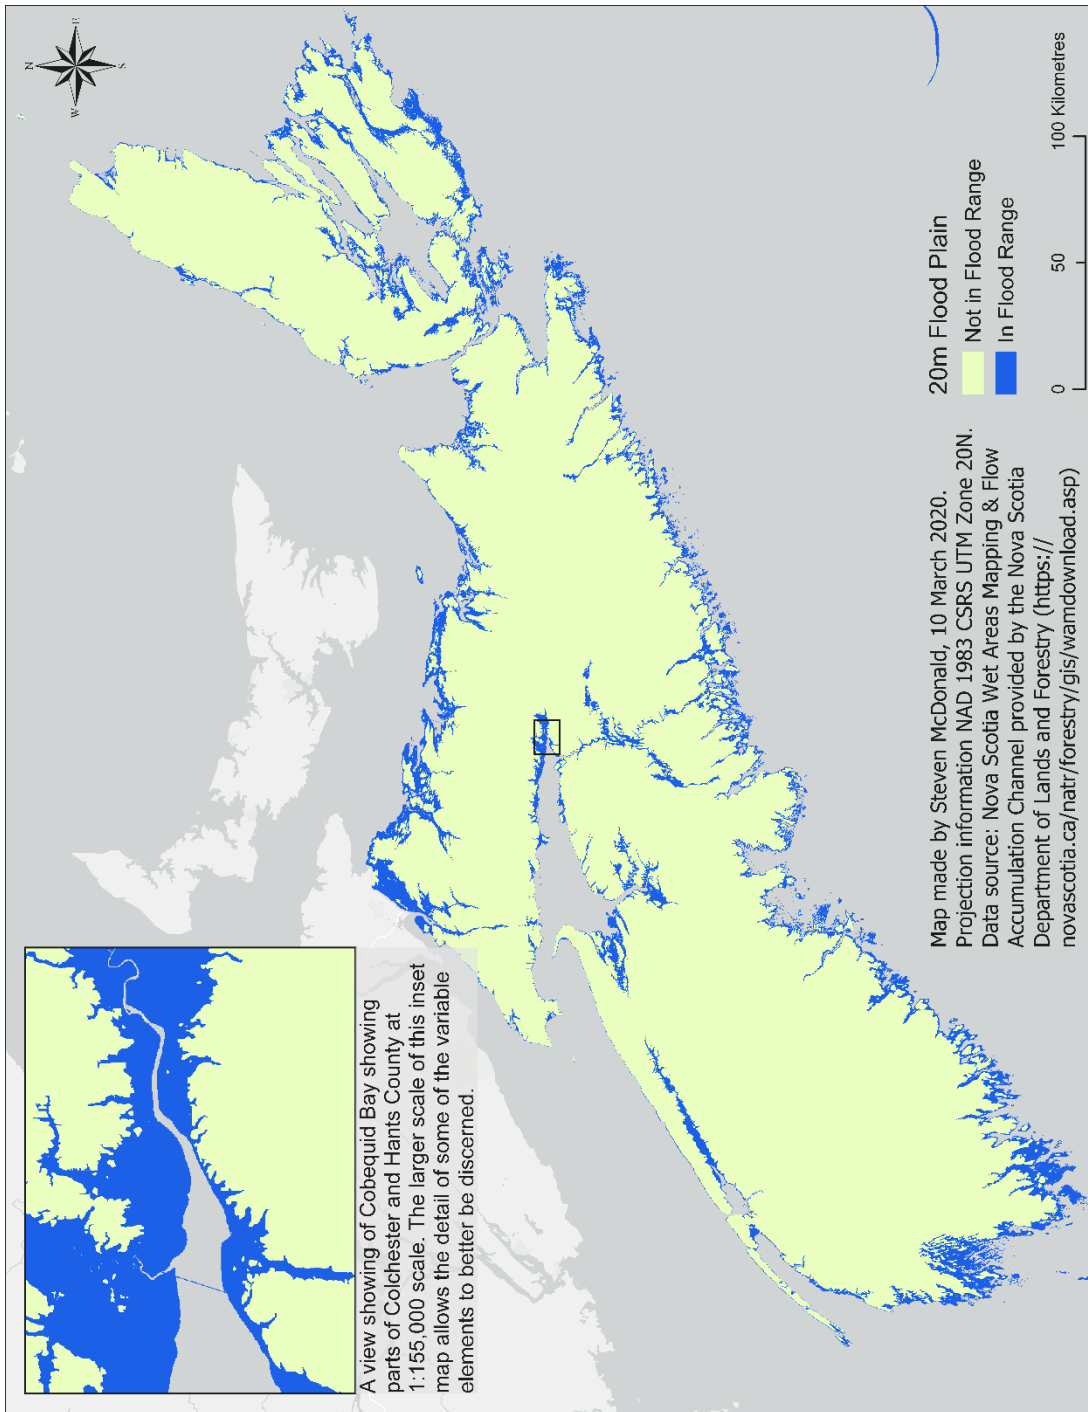 N
E
S
W
A view showing of Cobequid Bay showing
parts of Colchester and Hants County at
1:155,000 scale. The larger scale of this inset
map allows the detail of some of the variable
elements to better be discerned.
Map made by Steven McDonald, 10 March 2020.
Projection information NAD 1983 CSRS UTM Zone 20N.
Data source: Nova Scotia Wet Areas Mapping & Flow
Accumulation Channel provided by the Nova Scotia
Department of Lands and Forestry (https://
novascotia.ca/natr/forestry/gis/wamdownload.asp)
20m Flood Plain
Not in Flood Range
In Flood Range
0 50 100 Kilometres